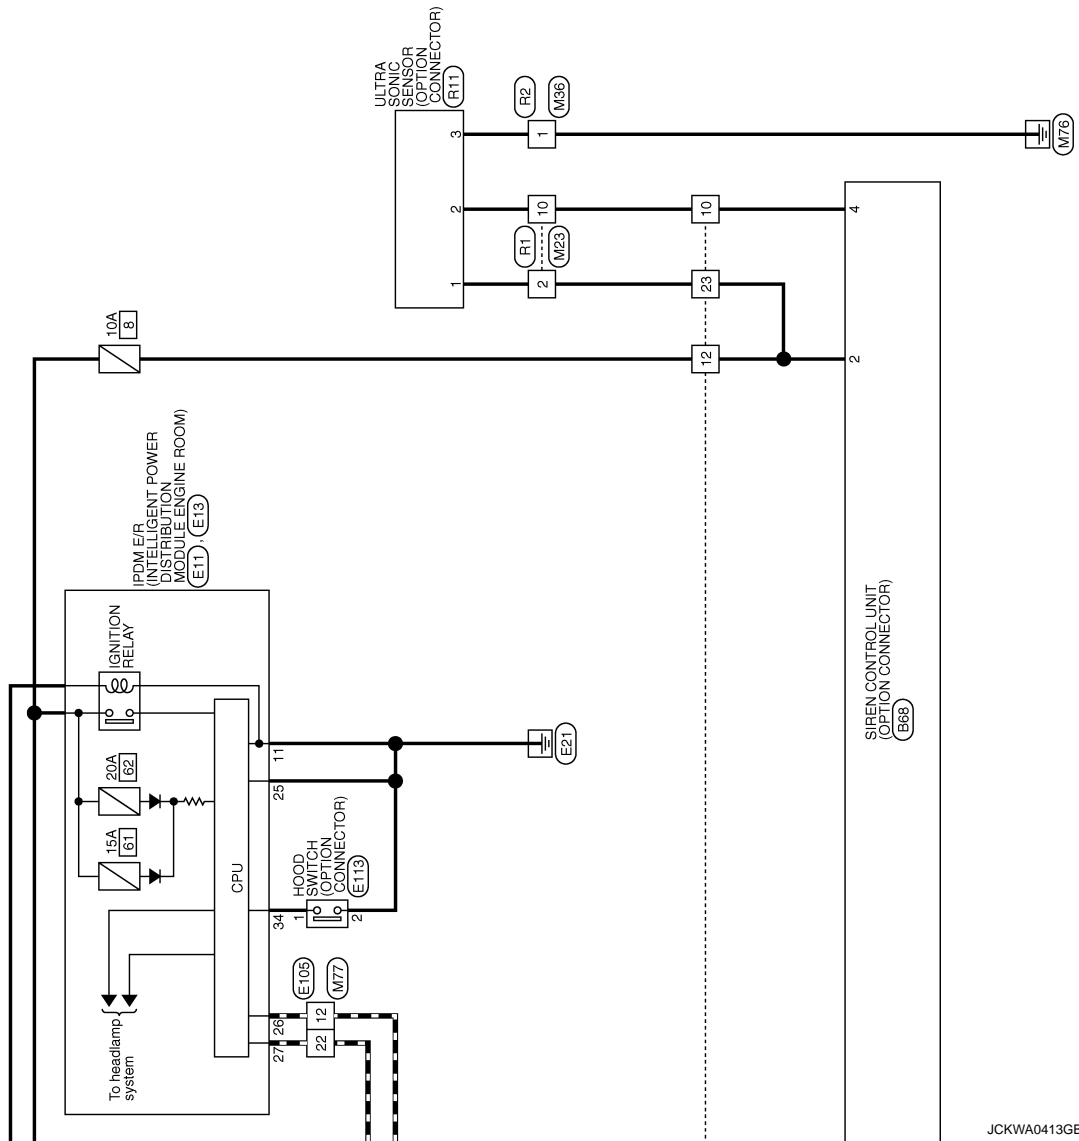 ULTRA
SONIC
SENSOR
(OPTION
CONNECTOR)
R11
3
2
1
R2
M36
1
M76
10
R1
M23
2
10
23
12
4
2
SIREN CONTROL UNIT
(OPTION CONNECTOR)
B68
10A
8
IPDM E/R
(INTELLIGENT POWER
DISTRIBUTION
MODULE ENGINE ROOM)
E11 , E13
IGNITION
RELAY
20A
62
15A
61
CPU
To headlamp
system
11
25
34
26
27
E21
HOOD
SWITCH
(OPTION
CONNECTOR)
E113
1
2
E105
M77
12
22
JCKWA0413GE